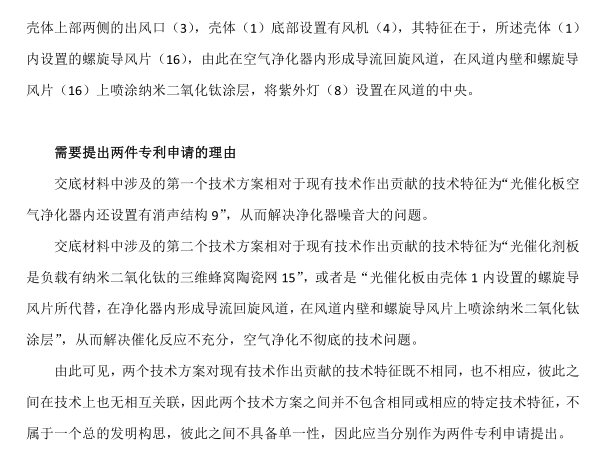 壳体上部两侧的出风口（3），壳体（1）底部设置有风机（4），其特征在于，所述壳体（1）
内设置的螺旋导风片（16），由此在空气净化器内形成导流回旋风道，在风道内壁和螺旋导
风片（16）上喷涂纳米二氧化钛涂层，将紫外灯（8）设置在风道的中央。
需要提出两件专利申请的理由
交底材料中涉及的第一个技术方案相对于现有技术作出贡献的技术特征为“光催化板空
气净化器内还设置有消声结构 9”，从而解决净化器噪音大的问题。
交底材料中涉及的第二个技术方案相对于现有技术作出贡献的技术特征为“光催化剂板
是负载有纳米二氧化钛的三维蜂窝陶瓷网 15”，或者是“光催化板由壳体 1 内设置的螺旋导
风片所代替，在净化器内形成导流回旋风道，在风道内壁和螺旋导风片上喷涂纳米二氧化钛
涂层”，从而解决催化反应不充分，空气净化不彻底的技术问题。
由此可见，两个技术方案对现有技术作出贡献的技术特征既不相同，也不相应，彼此之
间在技术上也无相互关联，因此两个技术方案之间并不包含相同或相应的特定技术特征，不
属于一个总的发明构思，彼此之间不具备单一性，因此应当分别作为两件专利申请提出。